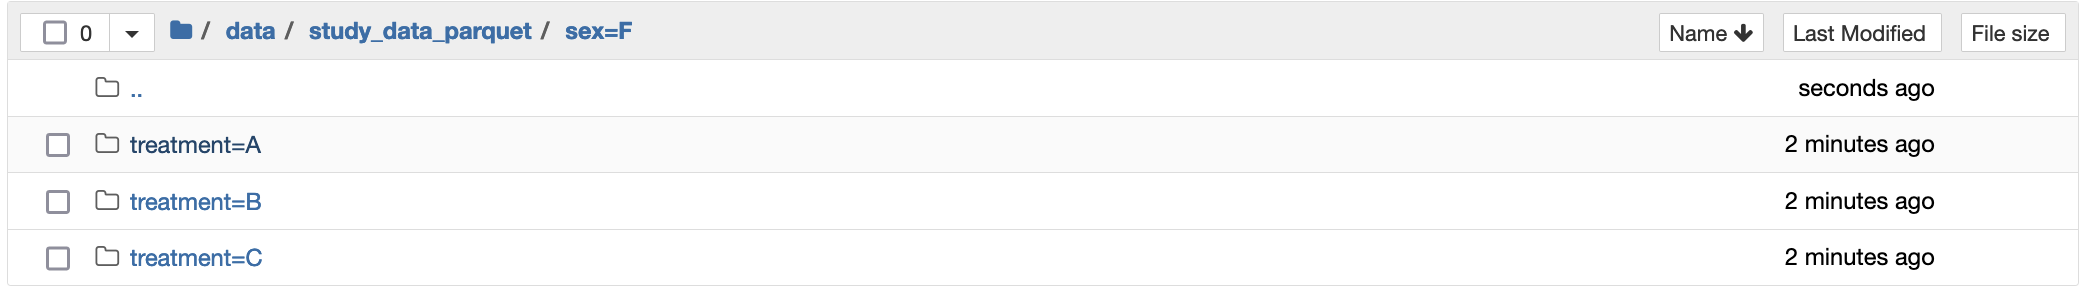 0 / data / study_data_parquet / sex=F Name Last Modified File size
.. seconds ago
treatment=A 2 minutes ago
treatment=B 2 minutes ago
treatment=C 2 minutes ago